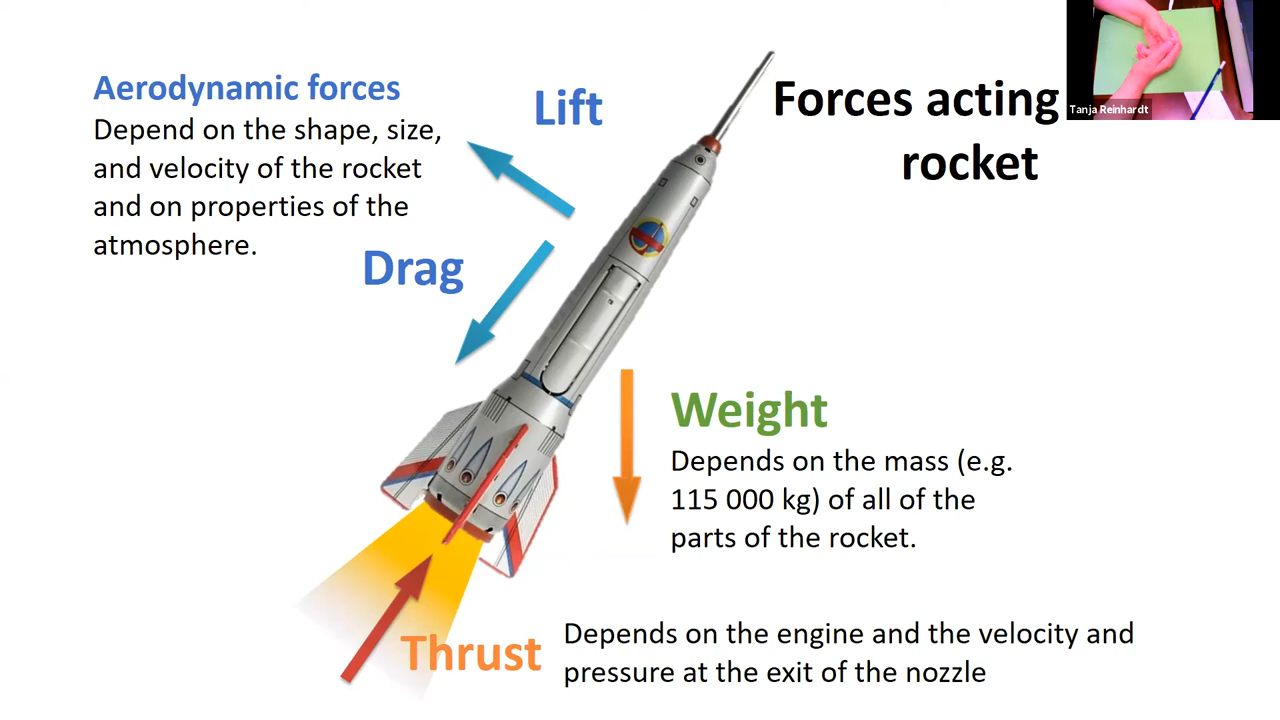 Aerodynamic forces
Depend on the shape, size,
and velocity of the rocket
and on properties of the
atmosphere.
Lift
Drag
Forces acting
rocket
Tanja Reinhardt
Weight
Depends on the mass (e.g.
115 000 kg) of all of the
parts of the rocket.
Thrust
Depends on the engine and the velocity and
pressure at the exit of the nozzle